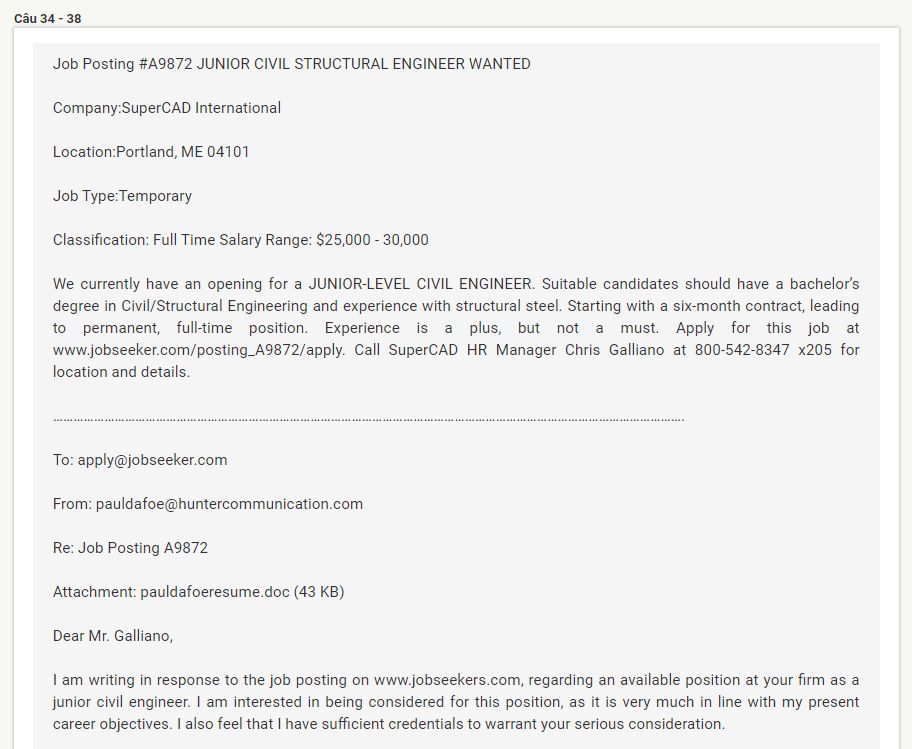 Câu 34 - 38
Job Posting #A9872 JUNIOR CIVIL STRUCTURAL ENGINEER WANTED
Company:SuperCAD International
Location:Portland, ME 04101
Job Type:Temporary
Classification: Full Time Salary Range: $25,000 - 30,000
We currently have an opening for a JUNIOR-LEVEL CIVIL ENGINEER. Suitable candidates should have a bachelor’s
degree in Civil/Structural Engineering and experience with structural steel. Starting with a six-month contract, leading
to permanent, full-time position. Experience is a plus, but not a must. Apply for this job at
www.jobseeker.com/posting_A9872/apply. Call SuperCAD HR Manager Chris Galliano at 800-542-8347 x205 for
location and details.
……………………………………………………………………………………………………………………………………………………………………….
To: apply@jobseeker.com
From: pauldafoe@huntercommunication.com
Re: Job Posting A9872
Attachment: pauldafoeresume.doc (43 KB)
Dear Mr. Galliano,
I am writing in response to the job posting on www.jobseekers.com, regarding an available position at your firm as a
junior civil engineer. I am interested in being considered for this position, as it is very much in line with my present
career objectives. I also feel that I have sufficient credentials to warrant your serious consideration.